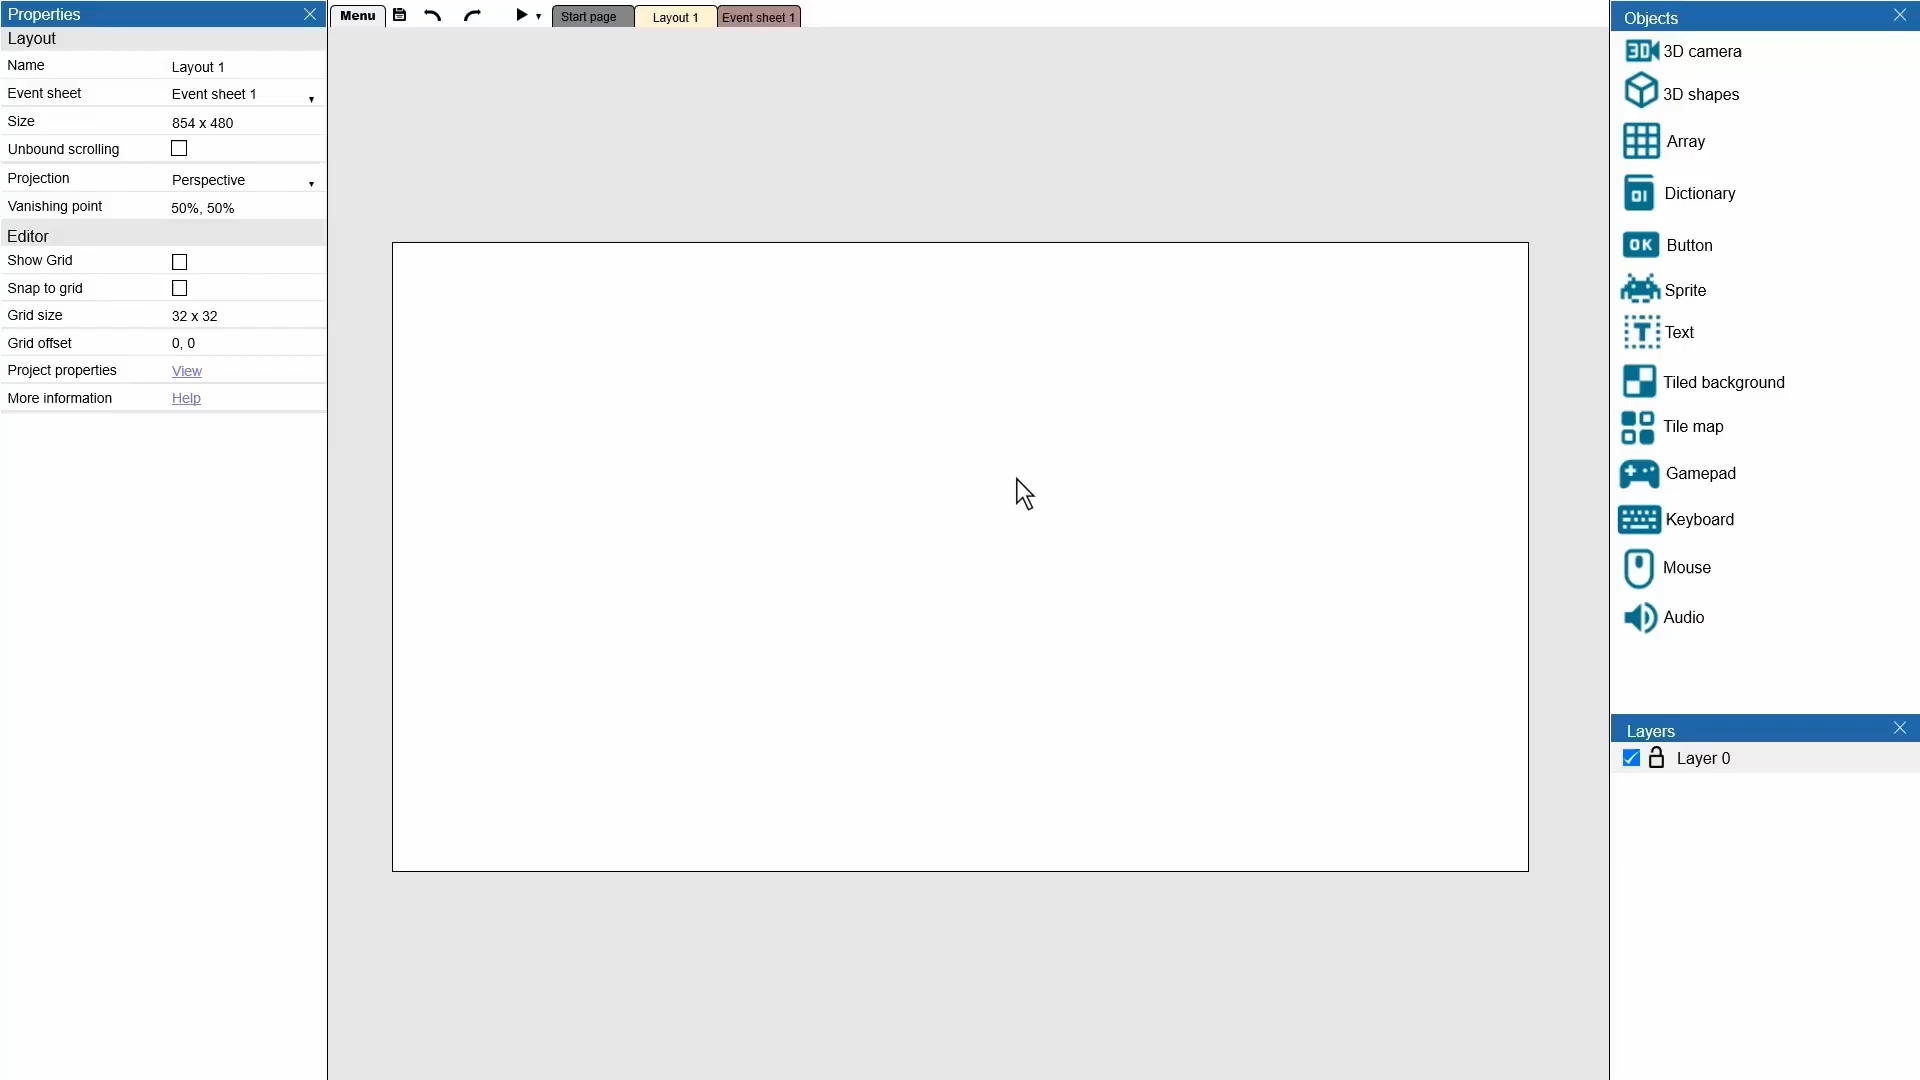 Properties
Layout
Name Layout 1
Event sheet Event sheet 1
Size 854 x 480
Unbound scrolling
Projection Perspective
Vanishing point 50%, 50%
Editor
Show Grid
Snap to grid
Grid size 32 x 32
Grid offset 0, 0
Project properties View
More information Help
Menu Start page Layout 1 Event sheet 1
Objects
3D 3D camera
3D shapes
Array
01 Dictionary
OK Button
Sprite
T Text
Tiled background
Tile map
Gamepad
Keyboard
Mouse
Audio
Layers
Layer 0